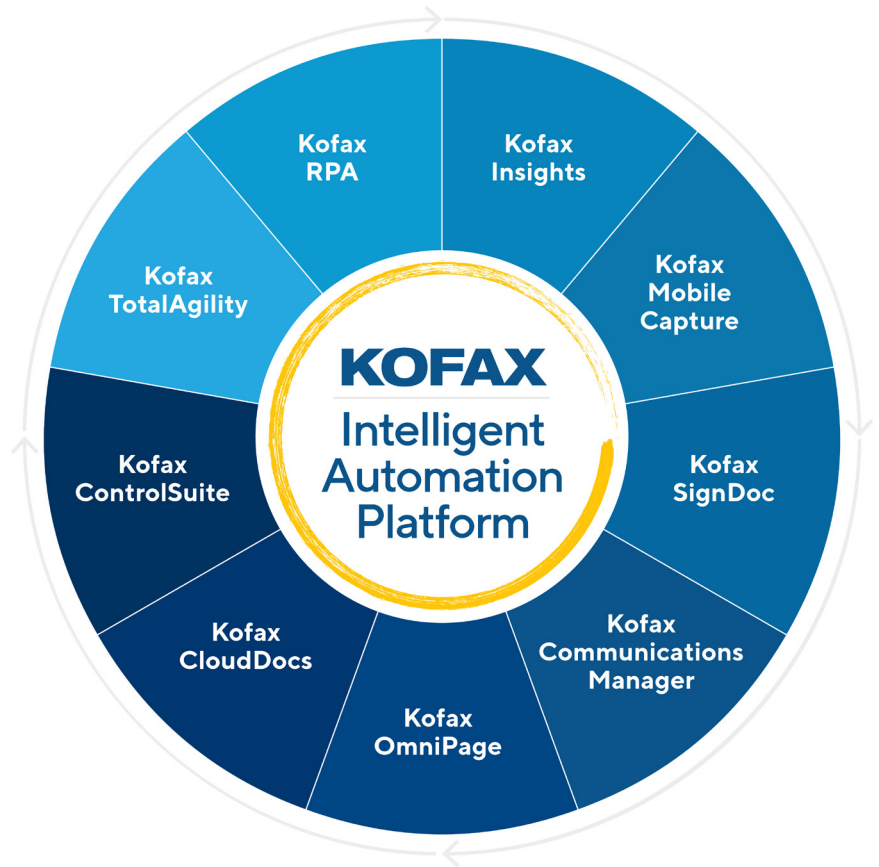 Kofax
RPA
Kofax
Insights
Kofax
Mobile
Capture
Kofax
SignDoc
Kofax
Communications
Manager
Kofax
OmniPage
Kofax
CloudDocs
Kofax
ControlSuite
Kofax
TotalAgility
KOFAX
Intelligent
Automation
Platform